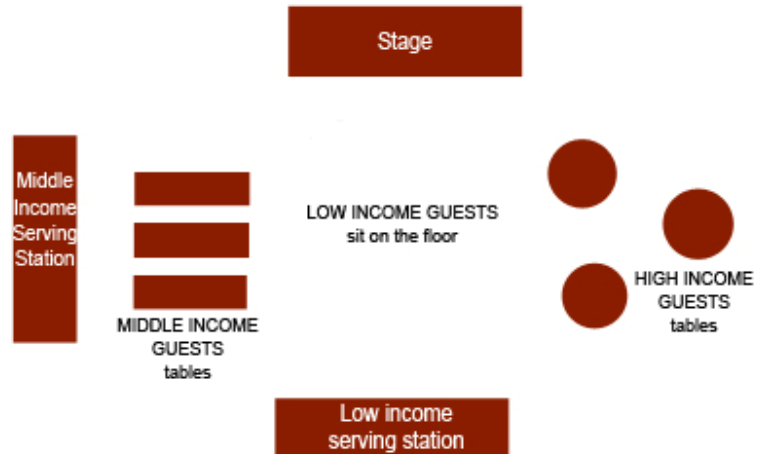 Stage
Middle
Income
Serving
Station
LOW INCOME GUESTS
sit on the floor
MIDDLE INCOME
GUESTS
tables
HIGH INCOME
GUESTS
tables
Low income
serving station